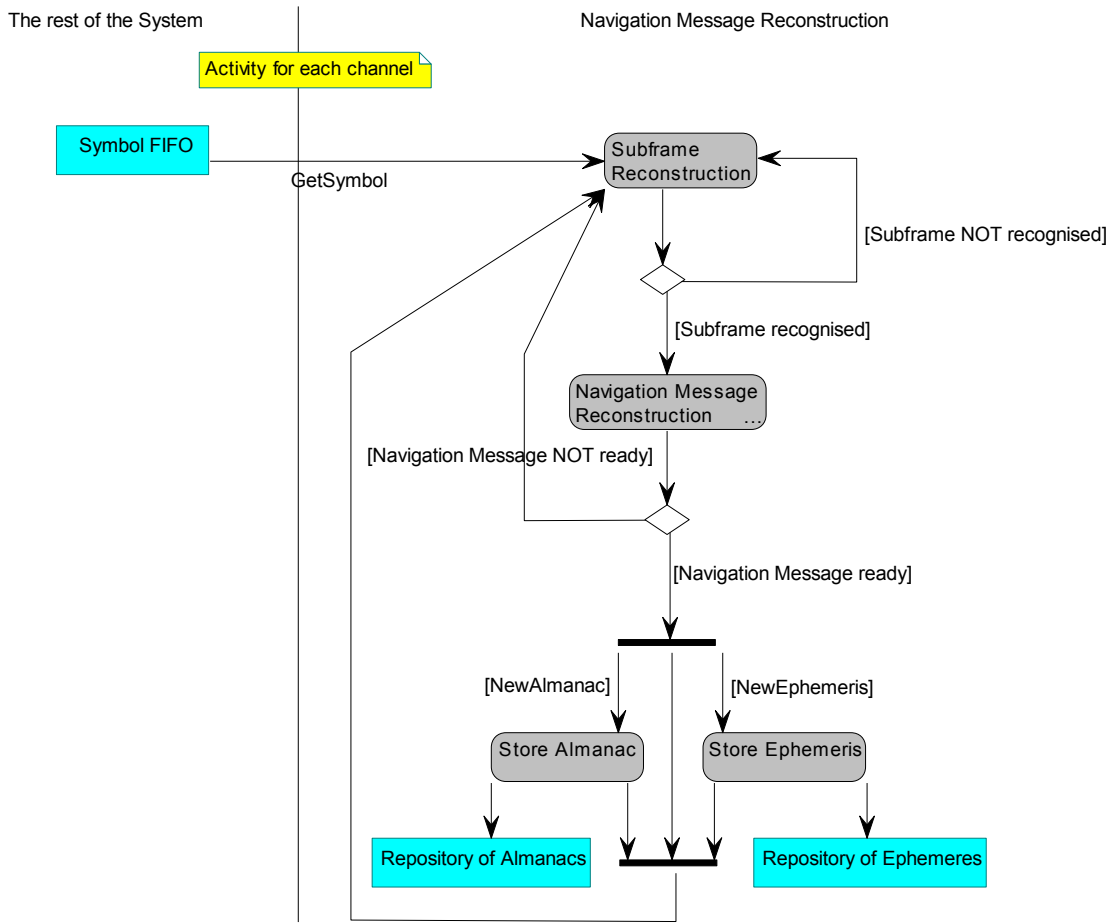 The rest of the System
Navigation Message Reconstruction
Activity for each channel
Symbol FIFO
GetSymbol
Subframe
Reconstruction
[Subframe NOT recognised]
[Subframe recognised]
Navigation Message
Reconstruction ...
[Navigation Message NOT ready]
[Navigation Message ready]
[NewAlmanac]
[NewEphemeris]
Store Almanac
Store Ephemeris
Repository of Almanacs
Repository of Ephemeres